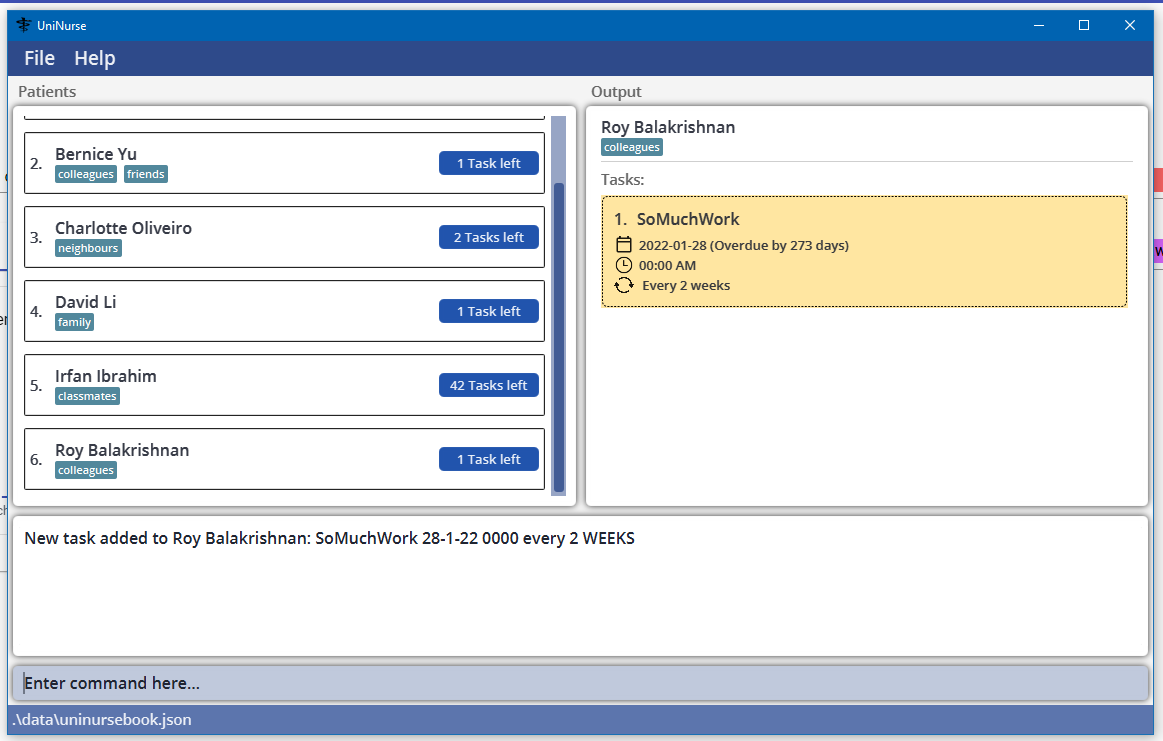 UniNurse
File Help
Patients
2. Bernice Yu
colleagues friends
1 Task left
3. Charlotte Oliveiro
neighbours
2 Tasks left
4. David Li
family
1 Task left
5. Irfan Ibrahim
classmates
42 Tasks left
6. Roy Balakrishnan
colleagues
1 Task left
Output
Roy Balakrishnan
colleagues
Tasks:
1. SoMuchWork
2022-01-28 (Overdue by 273 days)
00:00 AM
Every 2 weeks
New task added to Roy Balakrishnan: SoMuchWork 28-1-22 0000 every 2 WEEKS
Enter command here...
.\data\uninursebook.json